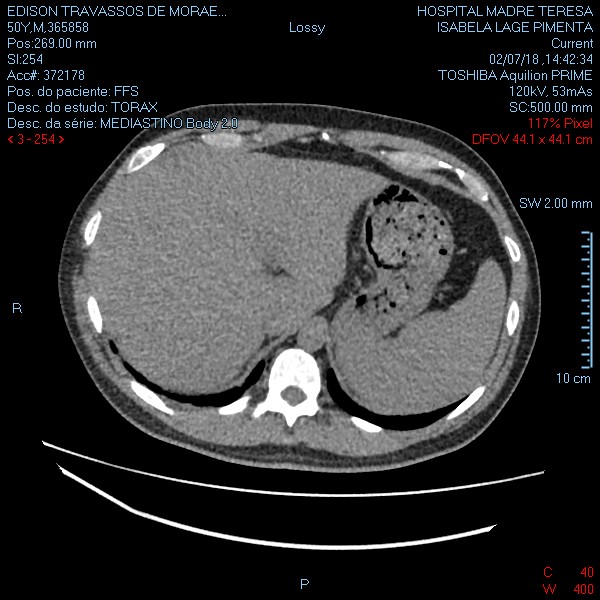 EDISON TRAVASSOS DE MORAE...
50Y,M,365858
Pos:269.00 mm
SI:254
Acc#: 372178
Pos. do paciente: FFS
Desc. do estudo: TORAX
Desc. da série: MEDIASTINO Body 2.0
< 3 - 254 >
Lossy
HOSPITAL MADRE TERESA
ISABELA LAGE PIMENTA
Current
02/07/18 ,14:42:34
TOSHIBA Aquilion PRIME
120kV, 53mAs
SC:500.00 mm
117% Pixel
DFOV 44.1 x 44.1 cm
SW 2.00 mm
R
10 cm
P
C 40
W 400